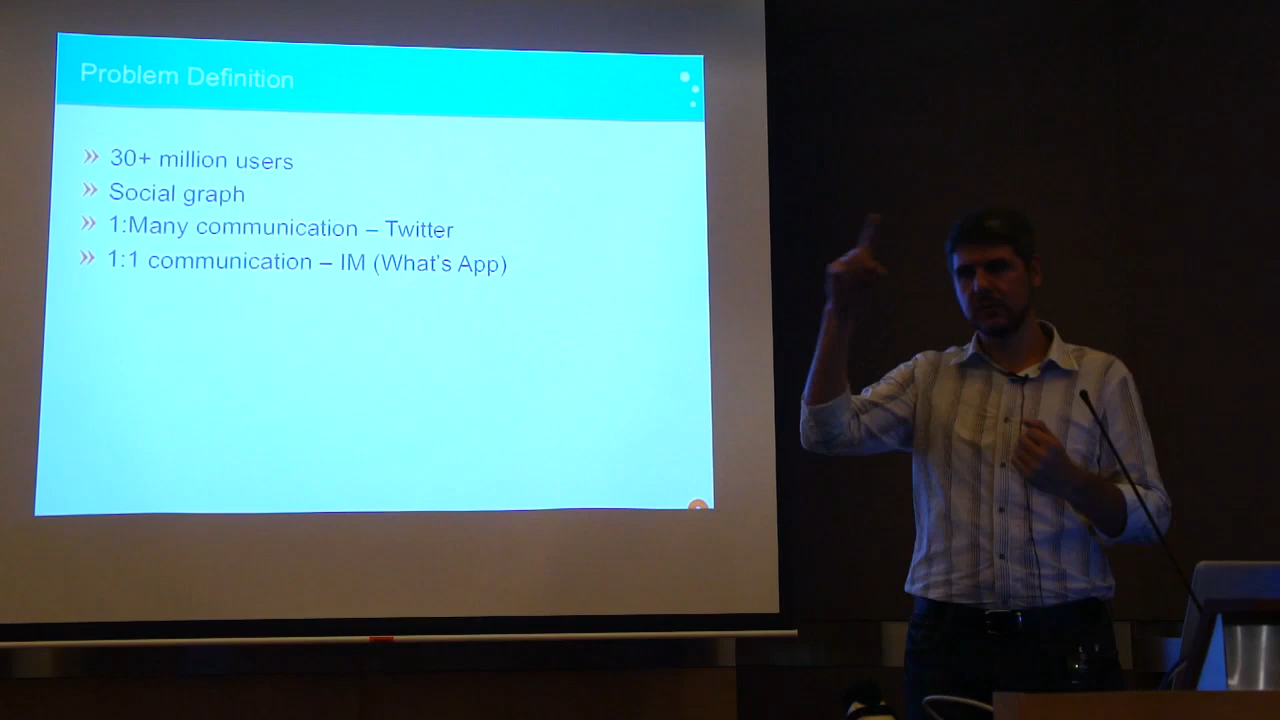 Problem Definition
» 30+ million users
» Social graph
» 1:Many communication – Twitter
» 1:1 communication – IM (What's App)